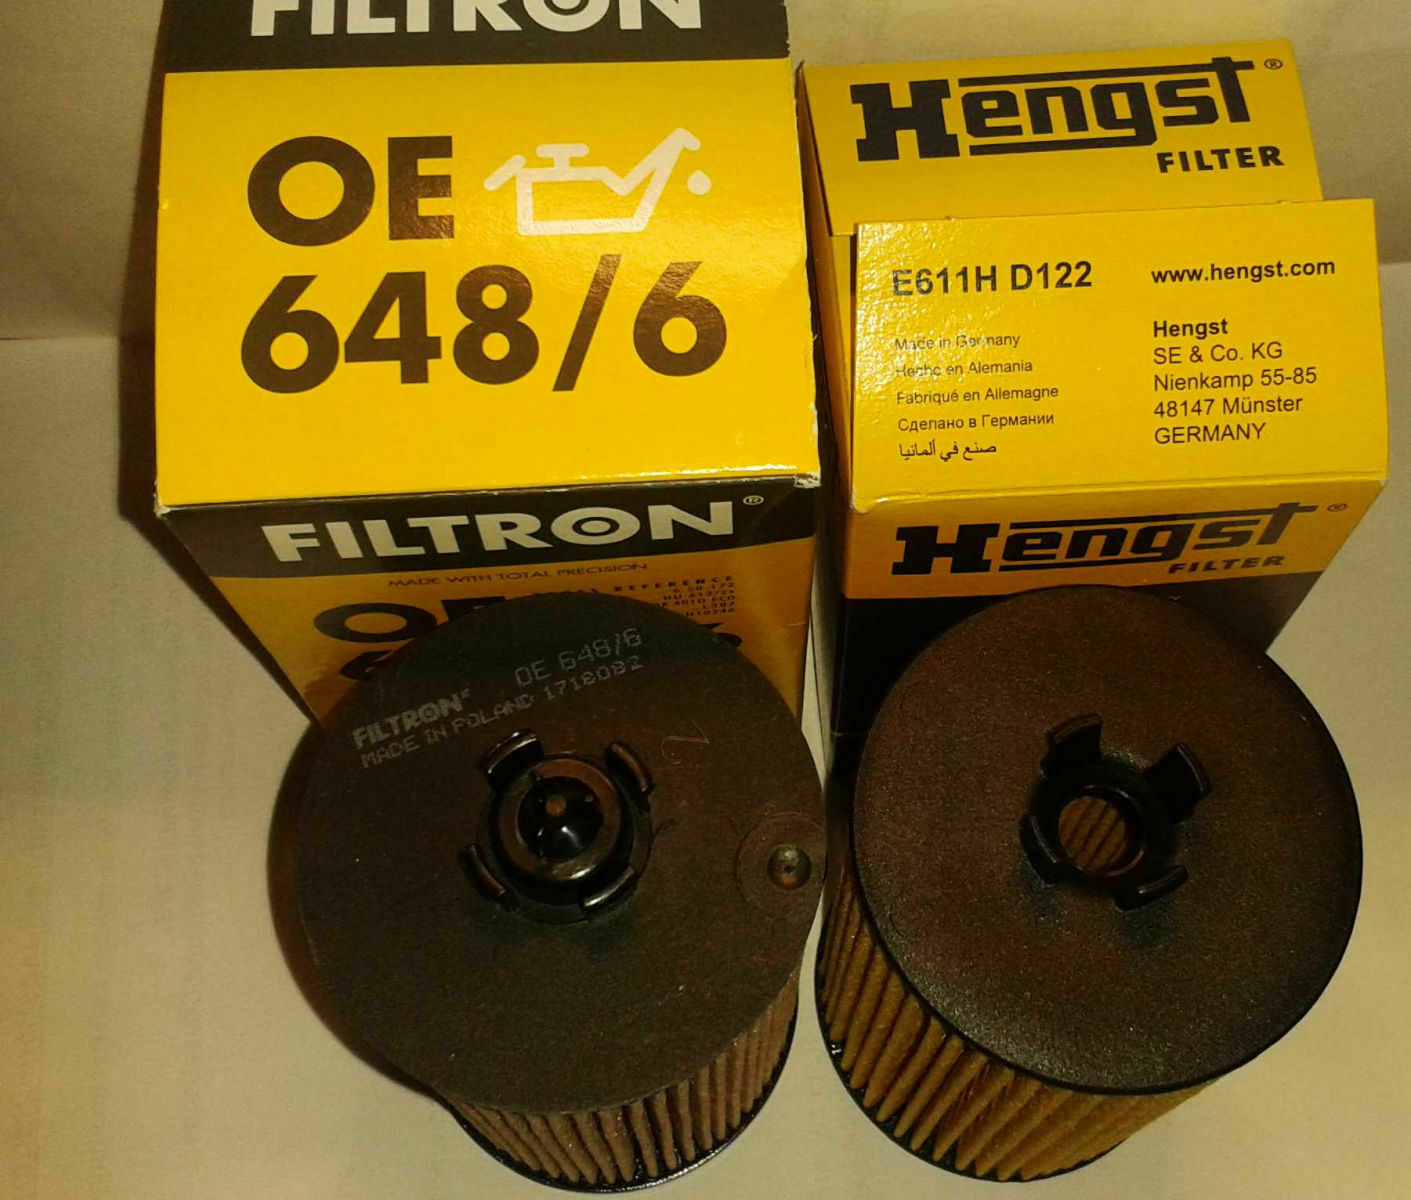 FILTRON
OE
648/6
FILTRON®
MADE WITH TOTAL PRECISION
REFERENCE
OE 648/6
FILTRON
MADE IN POLAND 1718082
Hengst®
FILTER
E611H D122
www.hengst.com
Made in Germany
Hecho en Alemania
Fabriqué en Allemagne
Сделано в Германии
صنع في ألمانيا
Hengst
SE & Co. KG
Nienkamp 55-85
48147 Münster
GERMANY
Hengst®
FILTER